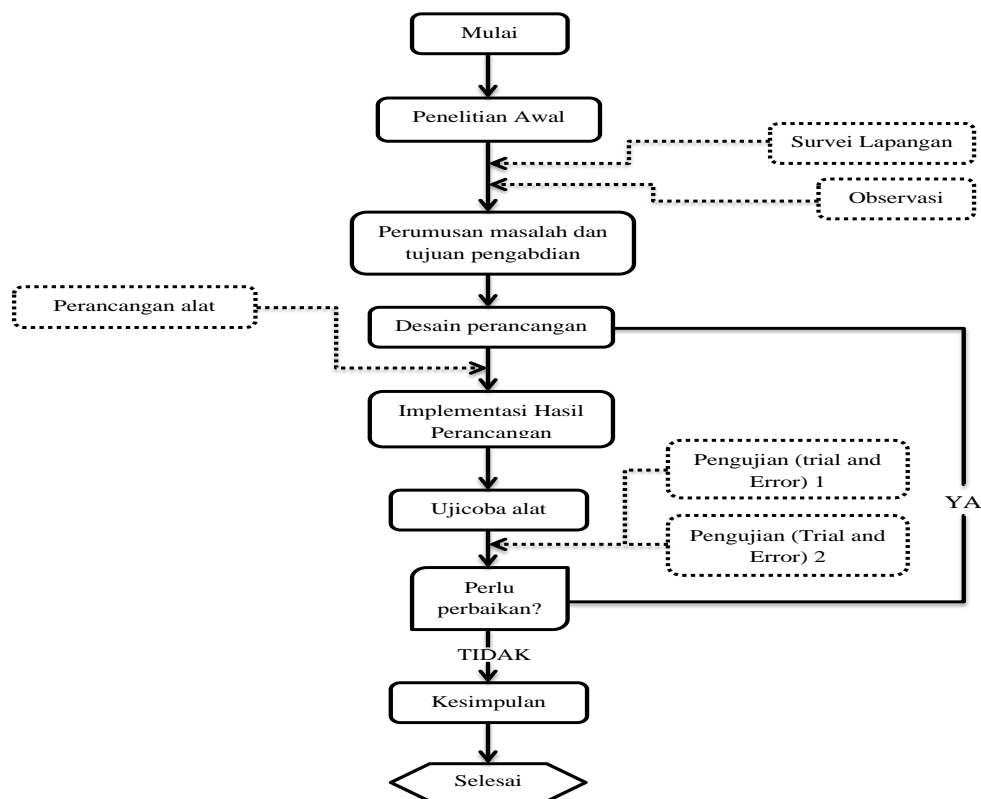 Mulai
Penelitian Awal
Survei Lapangan
Observasi
Perumusan masalah dan
tujuan pengabdian
Perancangan alat
Desain perancangan
Implementasi Hasil
Perancangan
Pengujian (trial and
Error) 1
YA
Ujicoba alat
Pengujian (Trial and
Error) 2
Perlu
perbaikan?
TIDAK
Kesimpulan
Selesai